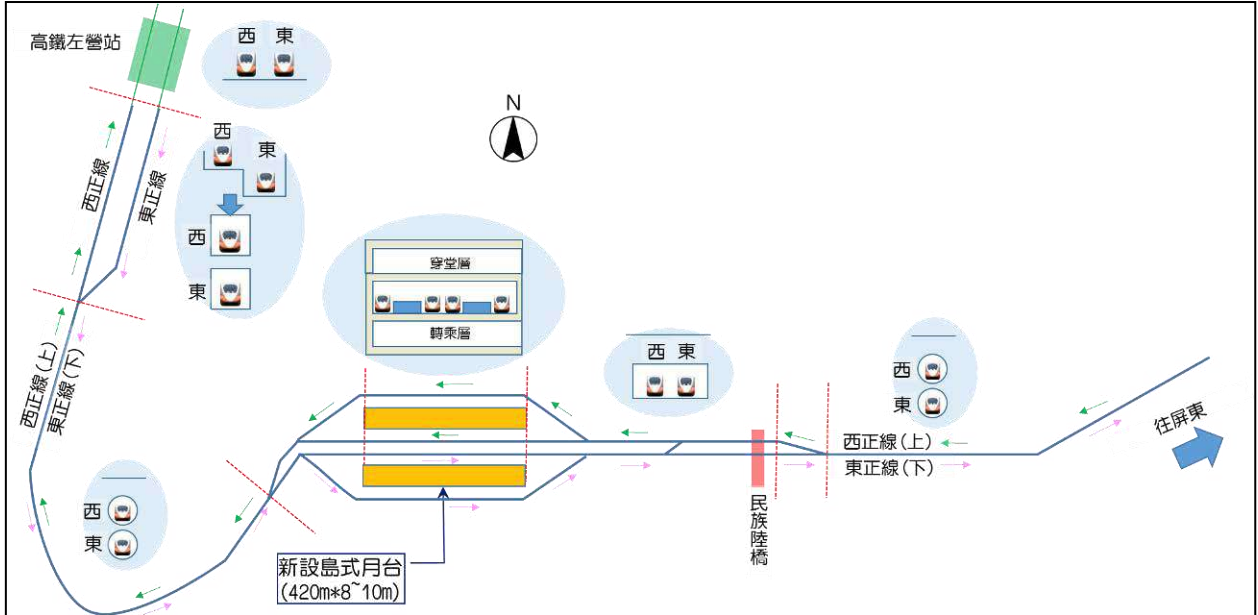 高鐵左營站
西 東
N
西
東
西正線
東正線
西
東
穿堂層
轉乘層
西 東
西
東
西正線(上)
東正線(下)
西正線(上)
東正線(下)
往屏東
西
東
民族陸橋
新設島式月台
(420m*8~10m)